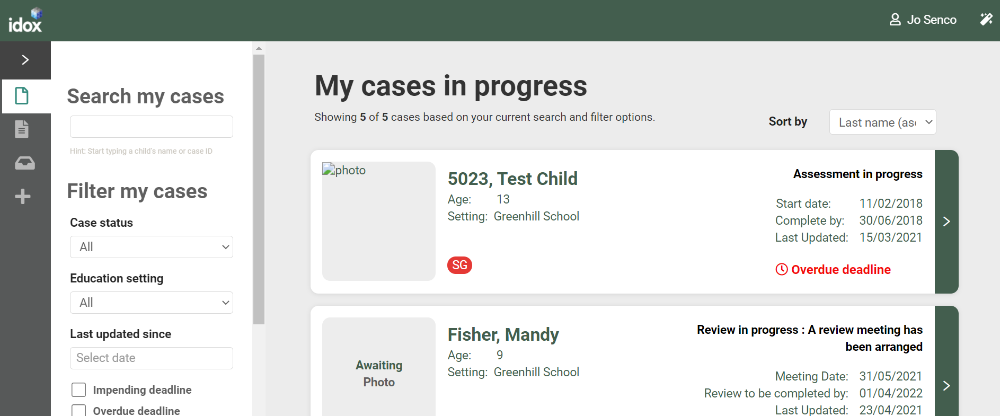 idox
Jo Senco
Search my cases
Hint: Start typing a child's name or case ID
Filter my cases
Case status
All
Education setting
All
Last updated since
Select date
Impending deadline
Overdue deadline
My cases in progress
Showing 5 of 5 cases based on your current search and filter options.
Sort by
Last name (asc
photo
5023, Test Child
Age: 13
Setting: Greenhill School
SG
Assessment in progress
Start date: 11/02/2018
Complete by: 30/06/2018
Last Updated: 15/03/2021
Overdue deadline
Awaiting
Photo
Fisher, Mandy
Age: 9
Setting: Greenhill School
Review in progress : A review meeting has
been arranged
Meeting Date: 31/05/2021
Review to be completed by: 01/04/2022
Last Updated: 23/04/2021